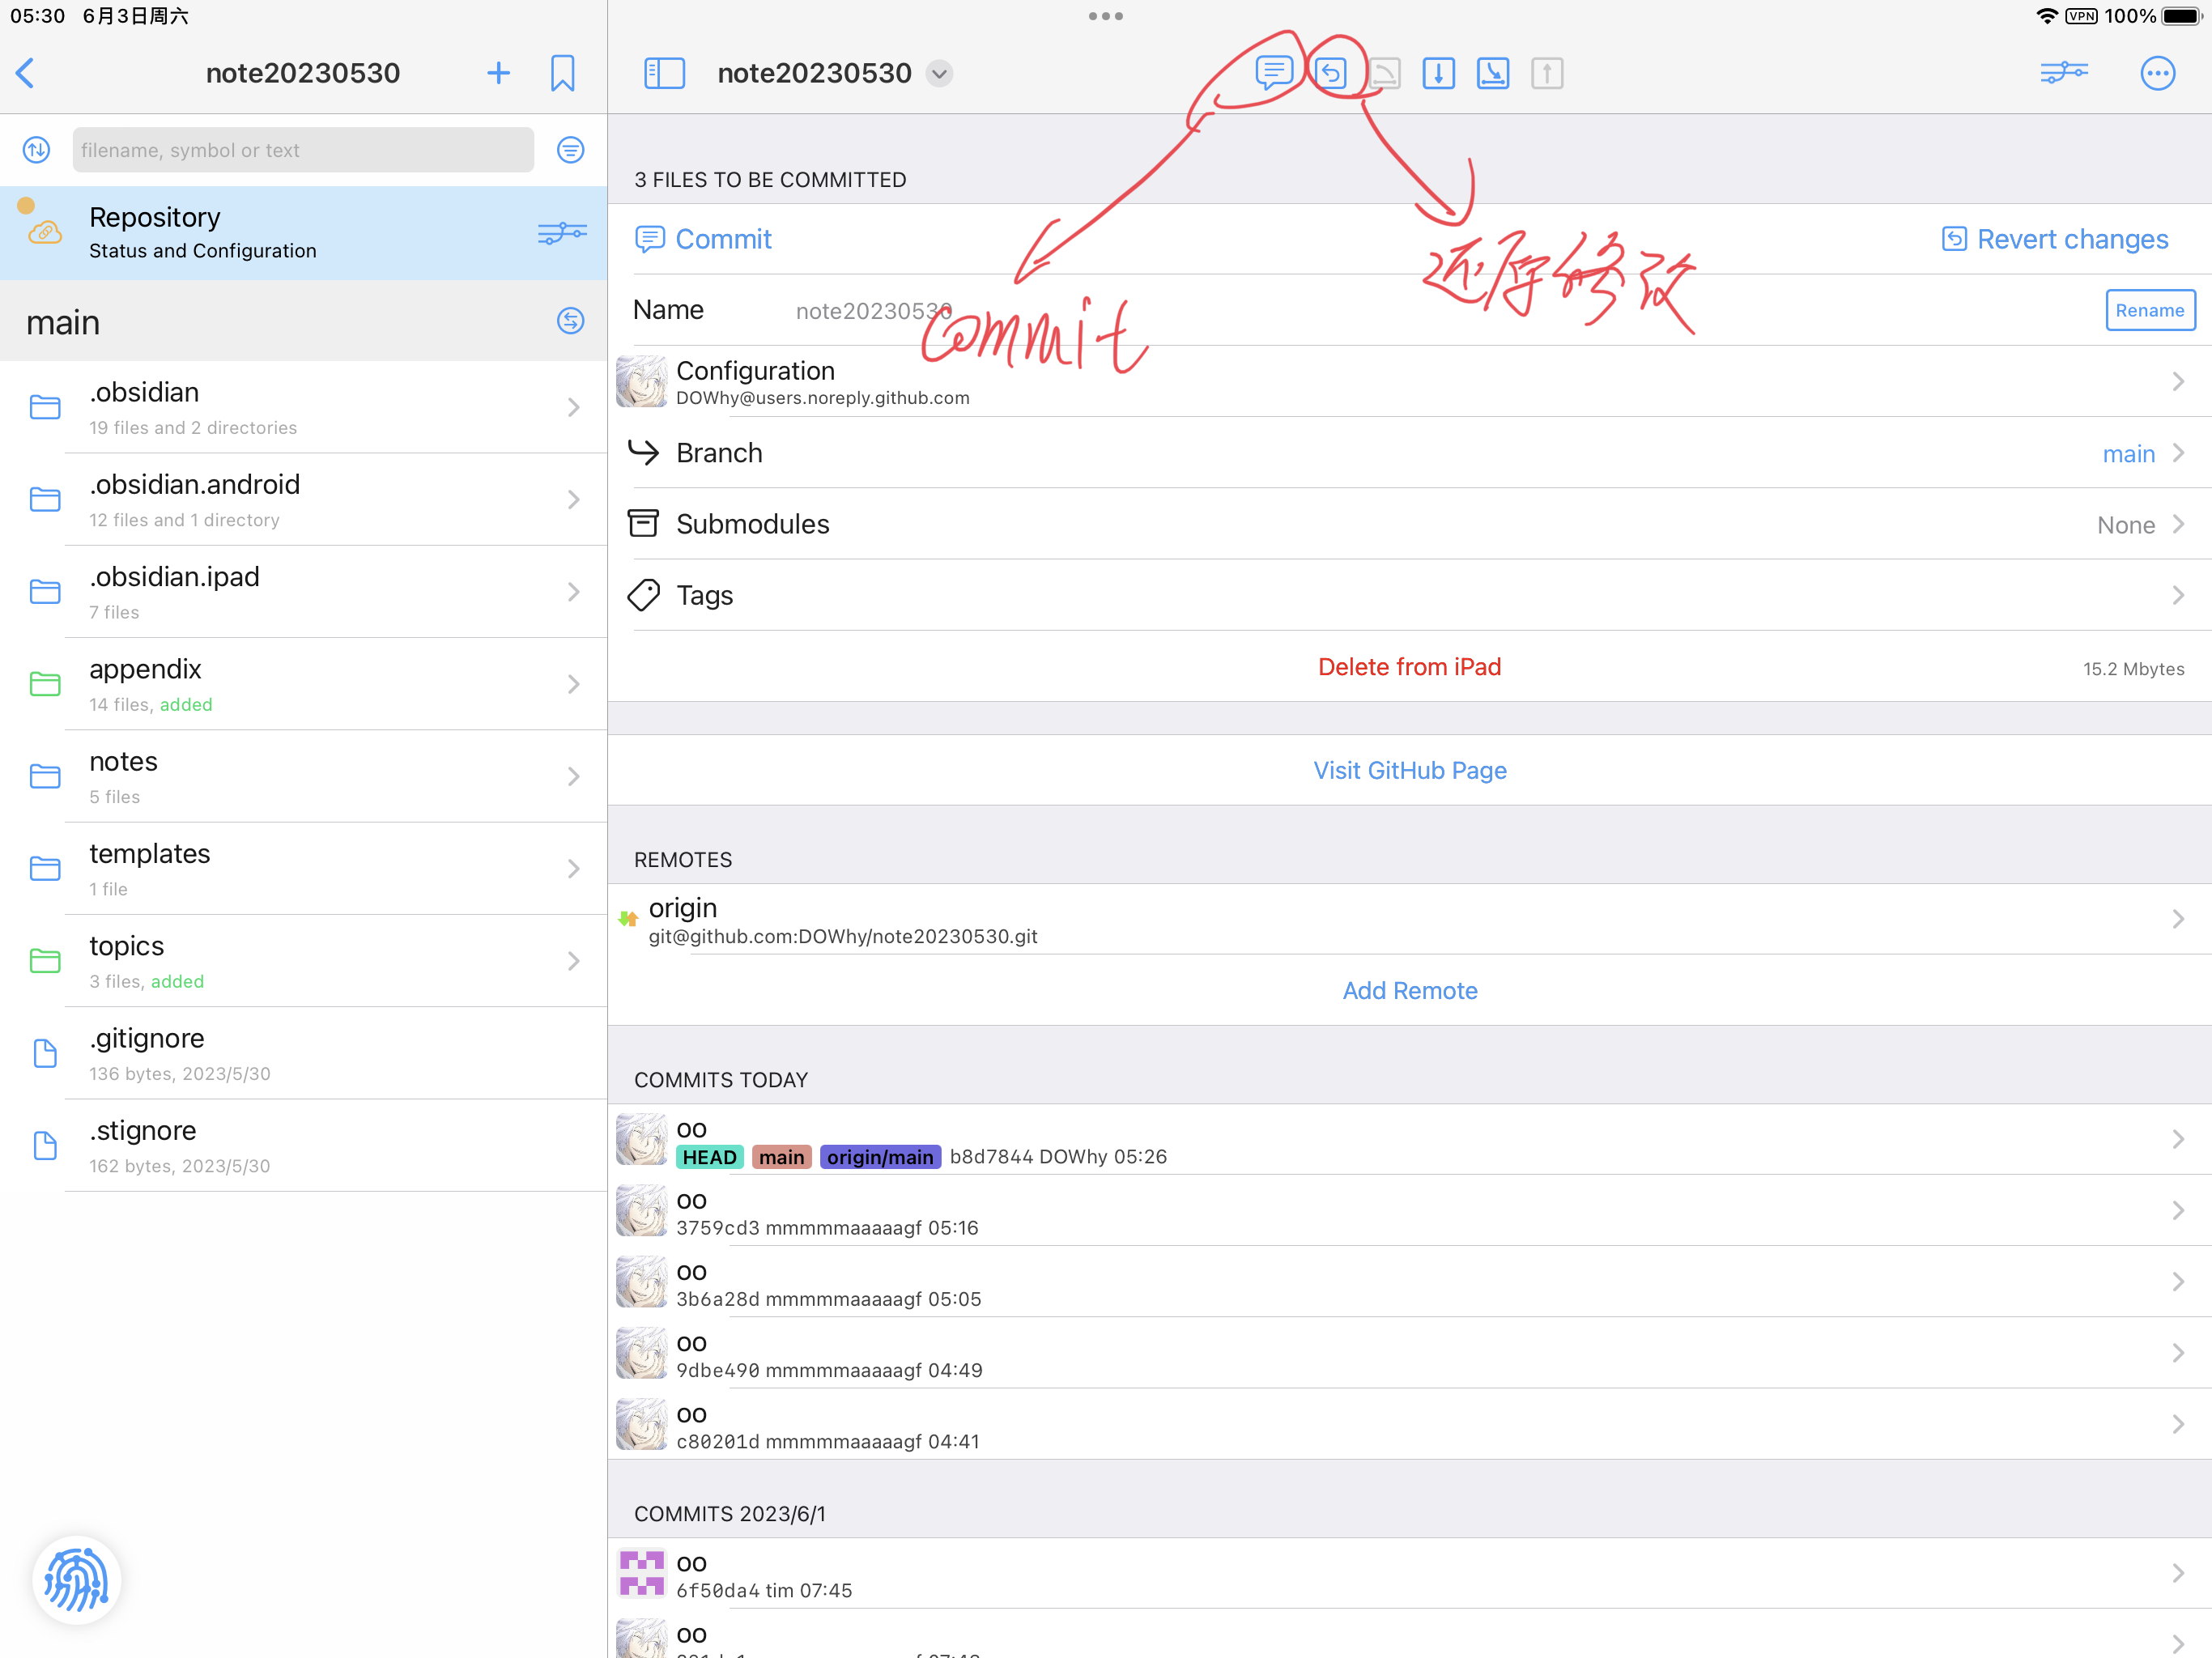 05:30 6月3日周六
VPN 100%
note20230530
filename, symbol or text
Repository
Status and Configuration
main
.obsidian
19 files and 2 directories
.obsidian.android
12 files and 1 directory
.obsidian.ipad
7 files
appendix
14 files, added
notes
5 files
templates
1 file
topics
3 files, added
.gitignore
136 bytes, 2023/5/30
.stignore
162 bytes, 2023/5/30
note20230530
3 FILES TO BE COMMITTED
Commit
Revert changes
还原修改
Name note20230530
Rename
Commit
Configuration
DOWhy@users.noreply.github.com
Branch main
Submodules None
Tags
Delete from iPad 15.2 Mbytes
Visit GitHub Page
REMOTES
origin
git@github.com:DOWhy/note20230530.git
Add Remote
COMMITS TODAY
oo
HEAD main origin/main b8d7844 DOWhy 05:26
oo
3759cd3 mmmmmaaaaagf 05:16
oo
3b6a28d mmmmmaaaaagf 05:05
oo
9dbe490 mmmmmaaaaagf 04:49
oo
c80201d mmmmmaaaaagf 04:41
COMMITS 2023/6/1
oo
6f50da4 tim 07:45
oo